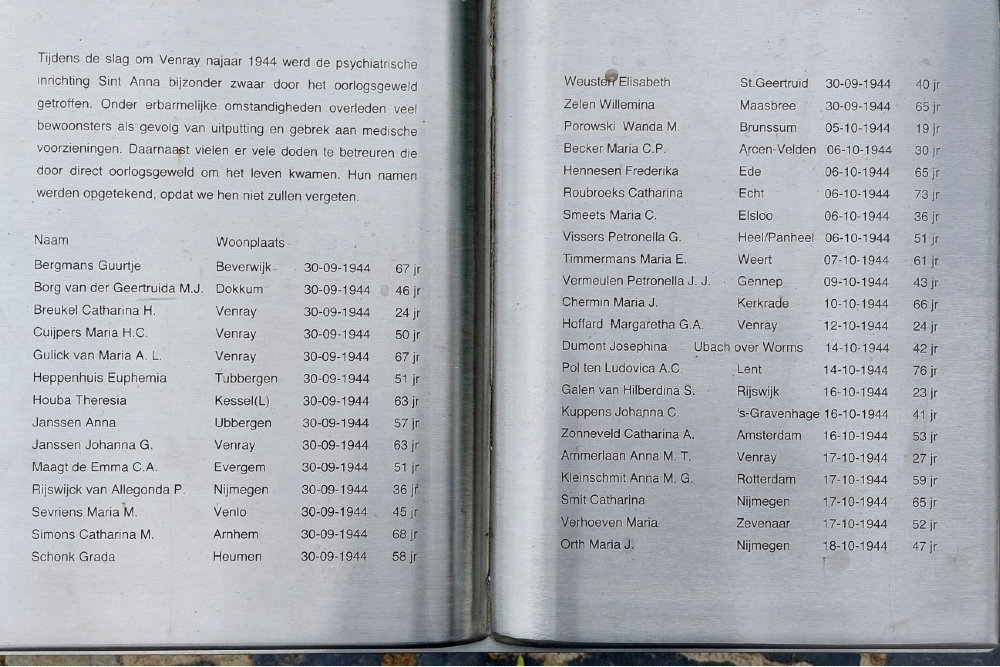 Tijdens de slag om Venray najaar 1944 werd de psychiatrische
inrichting Sint Anna bijzonder zwaar door het oorlogsgeweld
getroffen. Onder erbarmelijke omstandigheden overleden veel
bewoonsters als gevolg van uitputting en gebrek aan medische
voorzieningen. Daarnaast vielen er vele doden te betreuren die
door direct oorlogsgeweld om het leven kwamen. Hun namen
werden opgetekend, opdat we hen niet zullen vergeten.
Naam Woonplaats
Bergmans Guurtje Beverwijk 30-09-1944 67 jr
Borg van der Geertruida M.J. Dokkum 30-09-1944 46 jr
Breukel Catharina H. Venray 30-09-1944 24 jr
Cuijpers Maria H.C. Venray 30-09-1944 50 jr
Gulick van Maria A. L. Venray 30-09-1944 67 jr
Heppenhuis Euphemia Tubbergen 30-09-1944 51 jr
Houba Theresia Kessel(L) 30-09-1944 63 jr
Janssen Anna Ubbergen 30-09-1944 57 jr
Janssen Johanna G. Venray 30-09-1944 63 jr
Maagt de Emma C.A. Evergem 30-09-1944 51 jr
Rijswijck van Allegonda P. Nijmegen 30-09-1944 36 jr
Sevriens Maria M. Venlo 30-09-1944 45 jr
Simons Catharina M. Arnhem 30-09-1944 68 jr
Schonk Grada Heumen 30-09-1944 58 jr
Weusten Elisabeth St.Geertruid 30-09-1944 40 jr
Zelen Willemina Maasbree 30-09-1944 65 jr
Porowski Wanda M. Brunssum 05-10-1944 19 jr
Becker Maria C.P. Arcen-Velden 06-10-1944 30 jr
Hennesen Frederika Ede 06-10-1944 65 jr
Roubroeks Catharina Echt 06-10-1944 73 jr
Smeets Maria C. Elsloo 06-10-1944 36 jr
Vissers Petronella G. Heel/Panheel 06-10-1944 51 jr
Timmermans Maria E. Weert 07-10-1944 61 jr
Vermeulen Petronella J. J. Gennep 09-10-1944 43 jr
Chermin Maria J. Kerkrade 10-10-1944 66 jr
Hoffard Margaretha G.A. Venray 12-10-1944 24 jr
Dumont Josephina Ubach over Worms 14-10-1944 42 jr
Pol ten Ludovica A.C. Lent 14-10-1944 76 jr
Galen van Hilberdina S. Rijswijk 16-10-1944 23 jr
Kuppens Johanna C 's-Gravenhage 16-10-1944 41 jr
Zonneveld Catharina A. Amsterdam 16-10-1944 53 jr
Ammerlaan Anna M. T. Venray 17-10-1944 27 jr
Kleinschmit Anna M. G. Rotterdam 17-10-1944 59 jr
Smit Catharina Nijmegen 17-10-1944 65 jr
Verhoeven Maria Zevenaar 17-10-1944 52 jr
Orth Maria J. Nijmegen 18-10-1944 47 jr